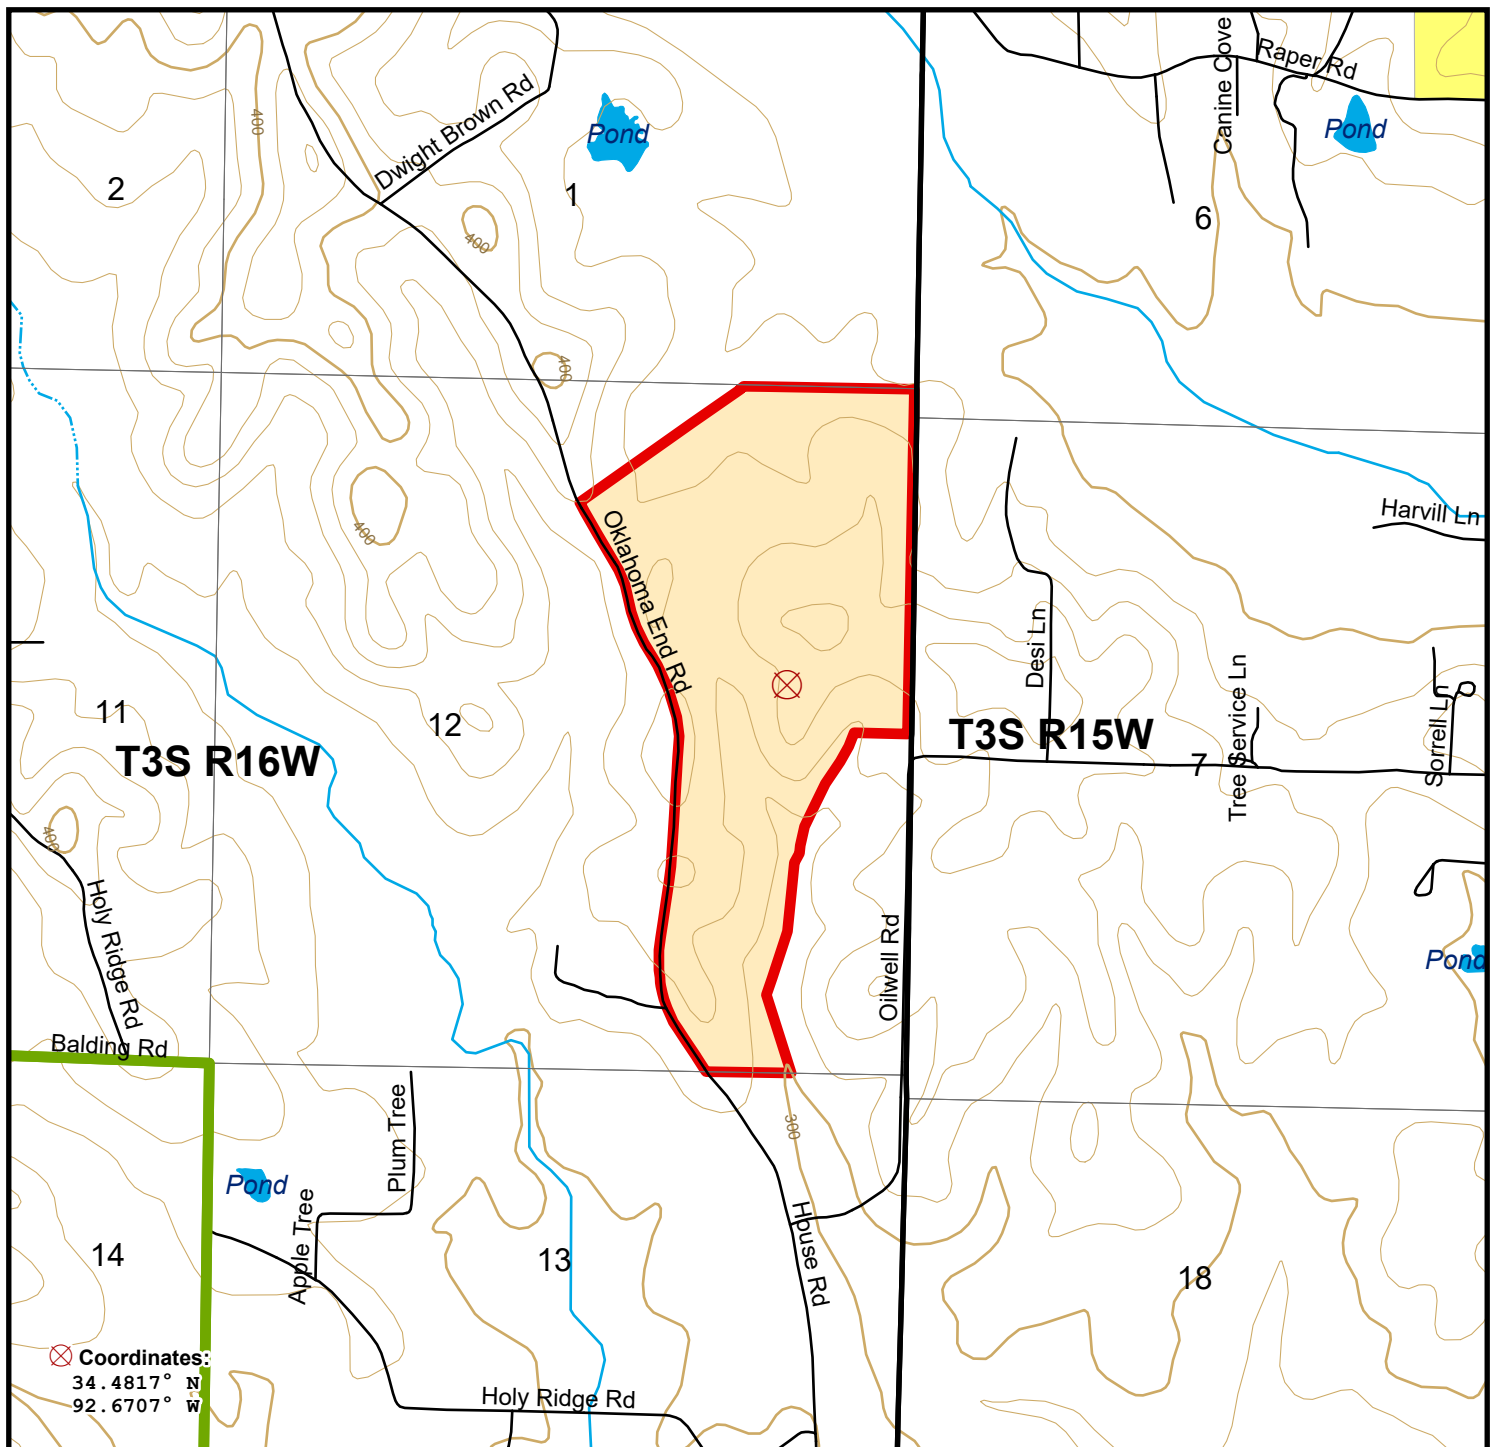 Canine Cove
Raper Rd
400
Dwight Brown Rd
Pond
Pond
2
1
6
400
400
Harvill Ln
400
Oklahoma End Rd
Desi Ln
Tree Service Ln
Sorrell Ln
11
12
T3S R16W
T3S R15W
7
400
Holy Ridge Rd
Oilwell Rd
Pond
Balding Rd
Plum Tree
300
Pond
Apple Tree
House Rd
14
13
18
Coordinates:
34.4817° N
92.6707° W
Holy Ridge Rd